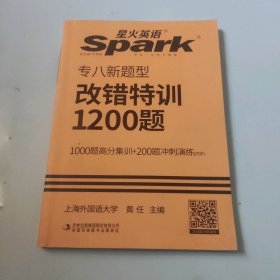 星火英语®
Spark®
专八新题型
改错特训
1200题
1000题高分集训+200题冲刺演练(PDF)
上海外国语大学 黄 任 主编